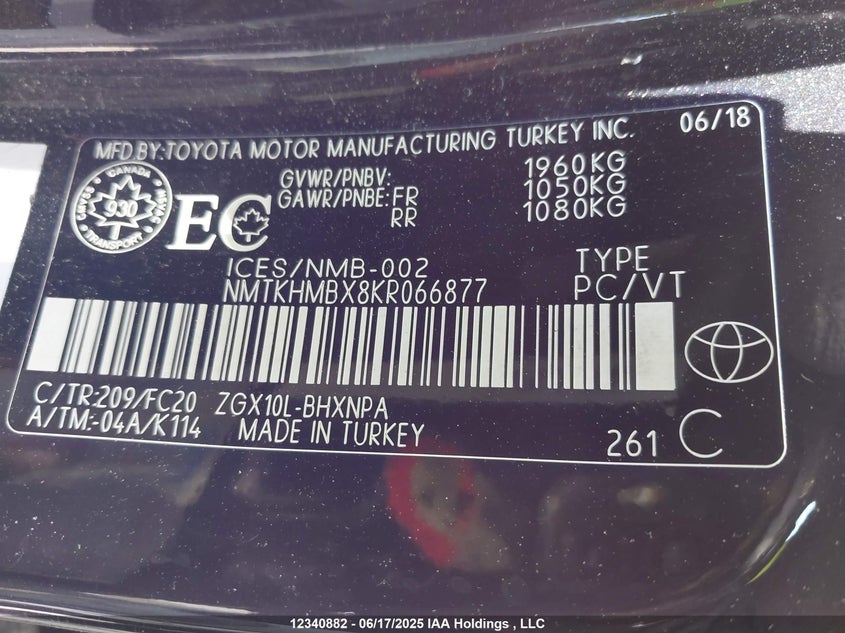 MFD.BY:TOYOTA MOTOR MANUFACTURING TURKEY INC. 06/18
GVWR/PNBV: 1960KG
GAWR/PNBE: FR 1050KG
RR 1080KG
CANADA
930
TRANSPORT
EC
ICES/NMB-002 TYPE
NMTKHMBX8KR066877 PC/VT
C/TR:209/FC20 ZGX10L-BHXNPA
A/TM:-04A/K114 MADE IN TURKEY 261 C
12340882 - 06/17/2025 IAA Holdings , LLC